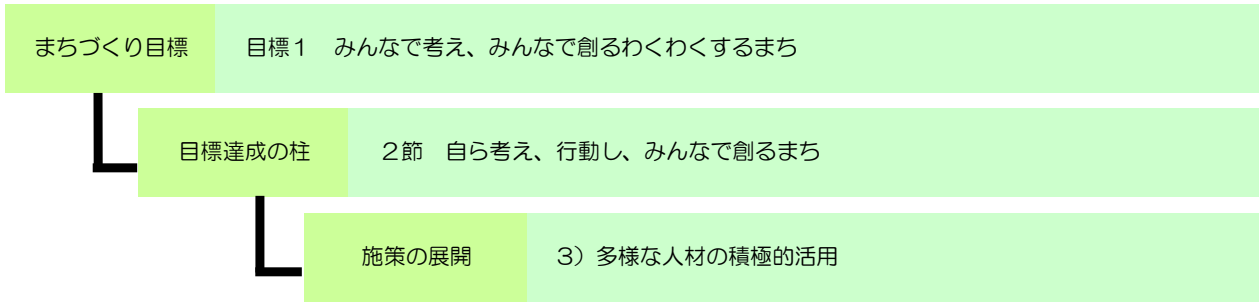 まちづくり目標　目標１　みんなで考え、みんなで創るわくわくするまち
目標達成の柱　２節　自ら考え、行動し、みんなで創るまち
施策の展開　３）多様な人材の積極的活用